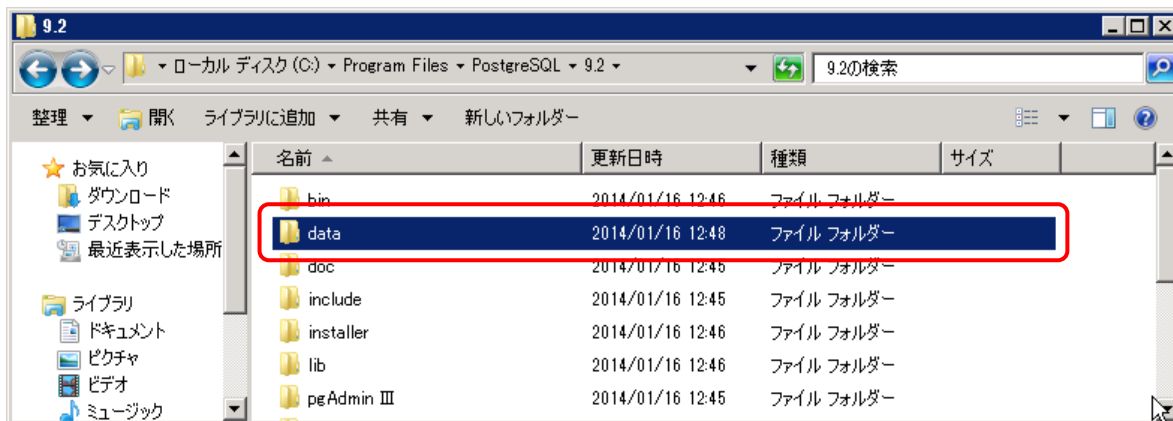 9.2
ローカル ディスク (C:) Program Files PostgreSQL 9.2
9.2の検索
整理 開く ライブラリに追加 共有 新しいフォルダー
お気に入り
ダウンロード
デスクトップ
最近表示した場所
ライブラリ
ドキュメント
ピクチャ
ビデオ
ミュージック
名前 更新日時 種類 サイズ
bin 2014/01/16 12:46 ファイル フォルダー
data 2014/01/16 12:48 ファイル フォルダー
doc 2014/01/16 12:45 ファイル フォルダー
include 2014/01/16 12:45 ファイル フォルダー
installer 2014/01/16 12:46 ファイル フォルダー
lib 2014/01/16 12:46 ファイル フォルダー
pgAdmin III 2014/01/16 12:45 ファイル フォルダー